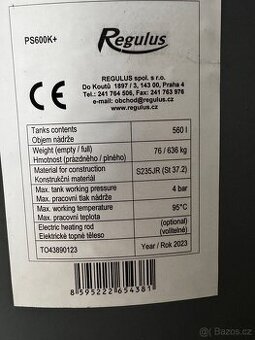 PS600K+
Regulus
REGULUS spol. s r.o.
Do Koutů 1897 / 3, 143 00, Praha 4
Tel.: 241 764 506, Fax: 241 763 976
e-mail: obchod@regulus.cz
www.regulus.cz
CE
Tanks contents
Objem nádrže
560 l
Weight (empty / full)
Hmotnost (prázdného / plného)
76 / 636 kg
Material for construction
Konstrukční materiál
S235JR (St 37.2)
Max. tank working pressure
Max. pracovní tlak nádrže
4 bar
Max. working temperature
Max. pracovní teplota
95°C
Electric heating rod
Elektrické topné těleso
(optional)
(volitelné)
TO43890123
Year / Rok 2023
8595222654381
Bazoš.cz